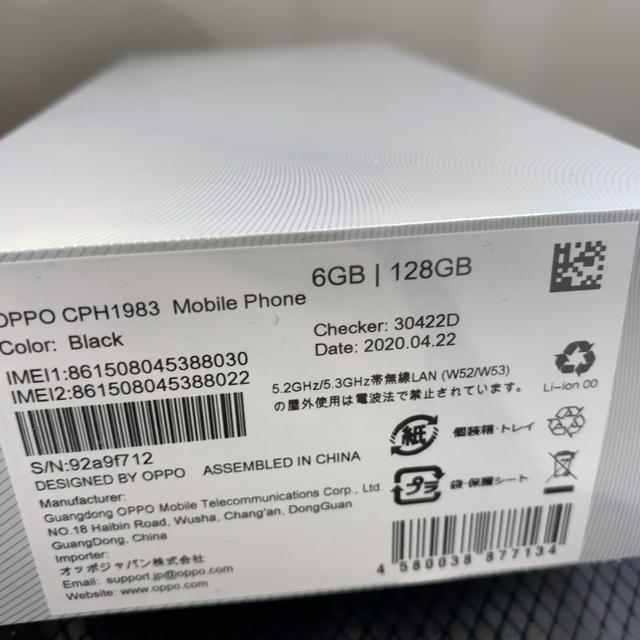 OPPO CPH1983 Mobile Phone
6GB | 128GB
Color: Black
Checker: 30422D
Date: 2020.04.22
IMEI1:861508045388030
IMEI2:861508045388022
5.2GHz/5.3GHz帯無線LAN (W52/W53)
の屋外使用は電波法で禁止されています。
Li-ion 00
S/N:92a9f712
DESIGNED BY OPPO ASSEMBLED IN CHINA
紙 個装箱・トレイ
プラ 袋・保護シート
Manufacturer:
Guangdong OPPO Mobile Telecommunications Corp., Ltd.
NO.18 Haibin Road, Wusha, Chang'an, DongGuan
GuangDong, China
Importer:
オッポジャパン株式会社
Email: support.jp@oppo.com
Website: www.oppo.com
4 580038 877134